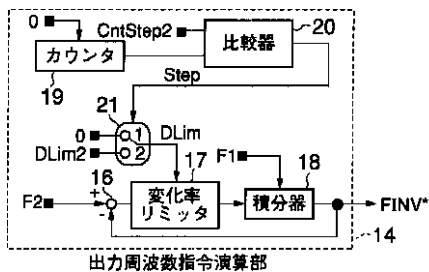 0
CntStep2
20
カウンタ
比較器
19
Step
21
0
1
DLim
DLim2
2
17
F1
18
16
F2
+
-
変化率
リミッタ
積分器
FINV*
14
出力周波数指令演算部